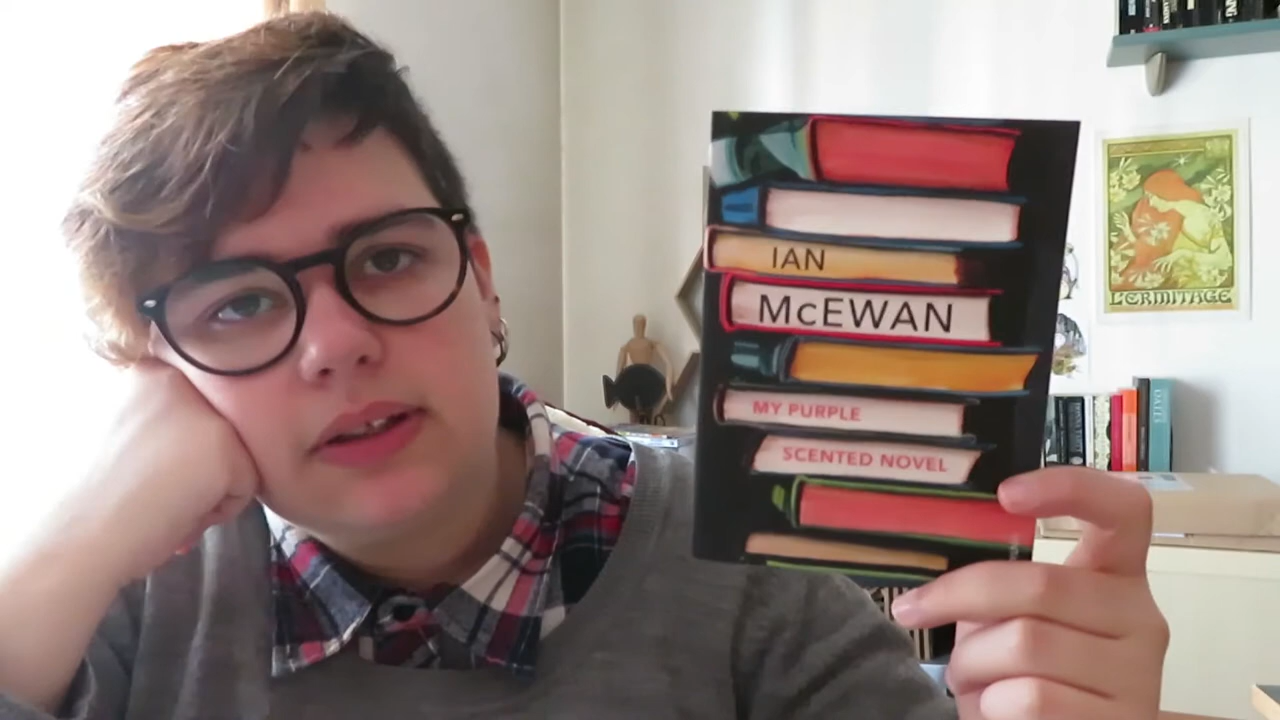 IAN
McEWAN
MY PURPLE
SCENTED NOVEL
L'ERMITAGE